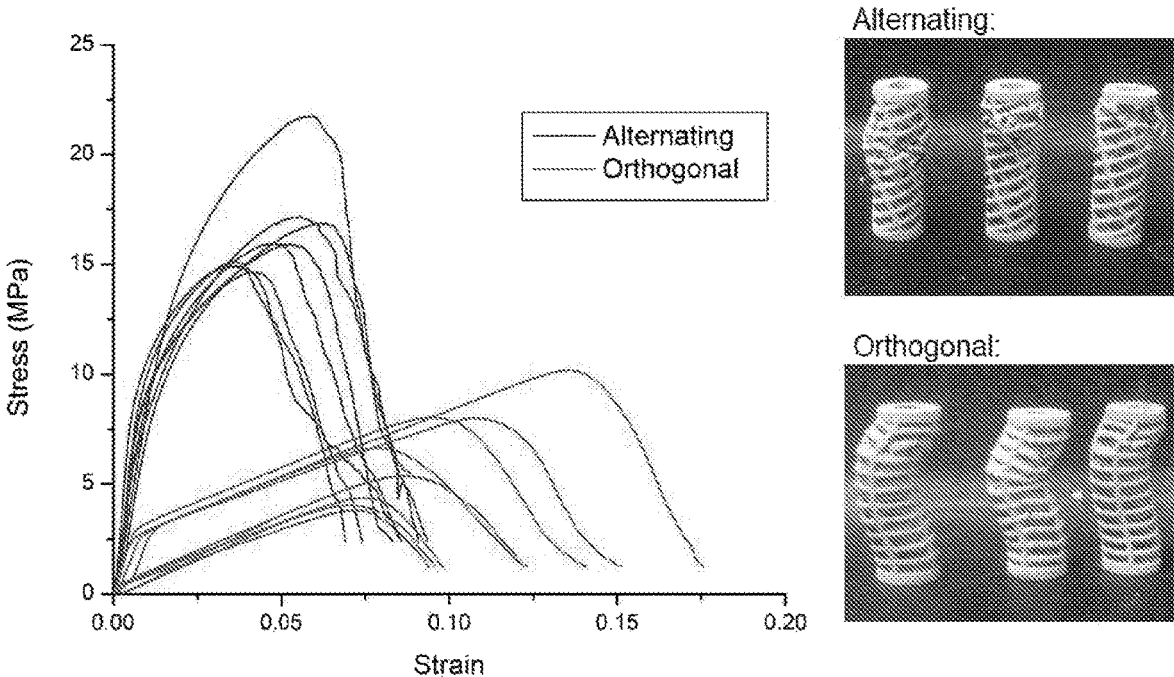 Alternating:
25
20
15
10
5
0
Stress (MPa)
Alternating
Orthogonal
Orthogonal:
0.00
0.05
0.10
0.15
0.20
Strain